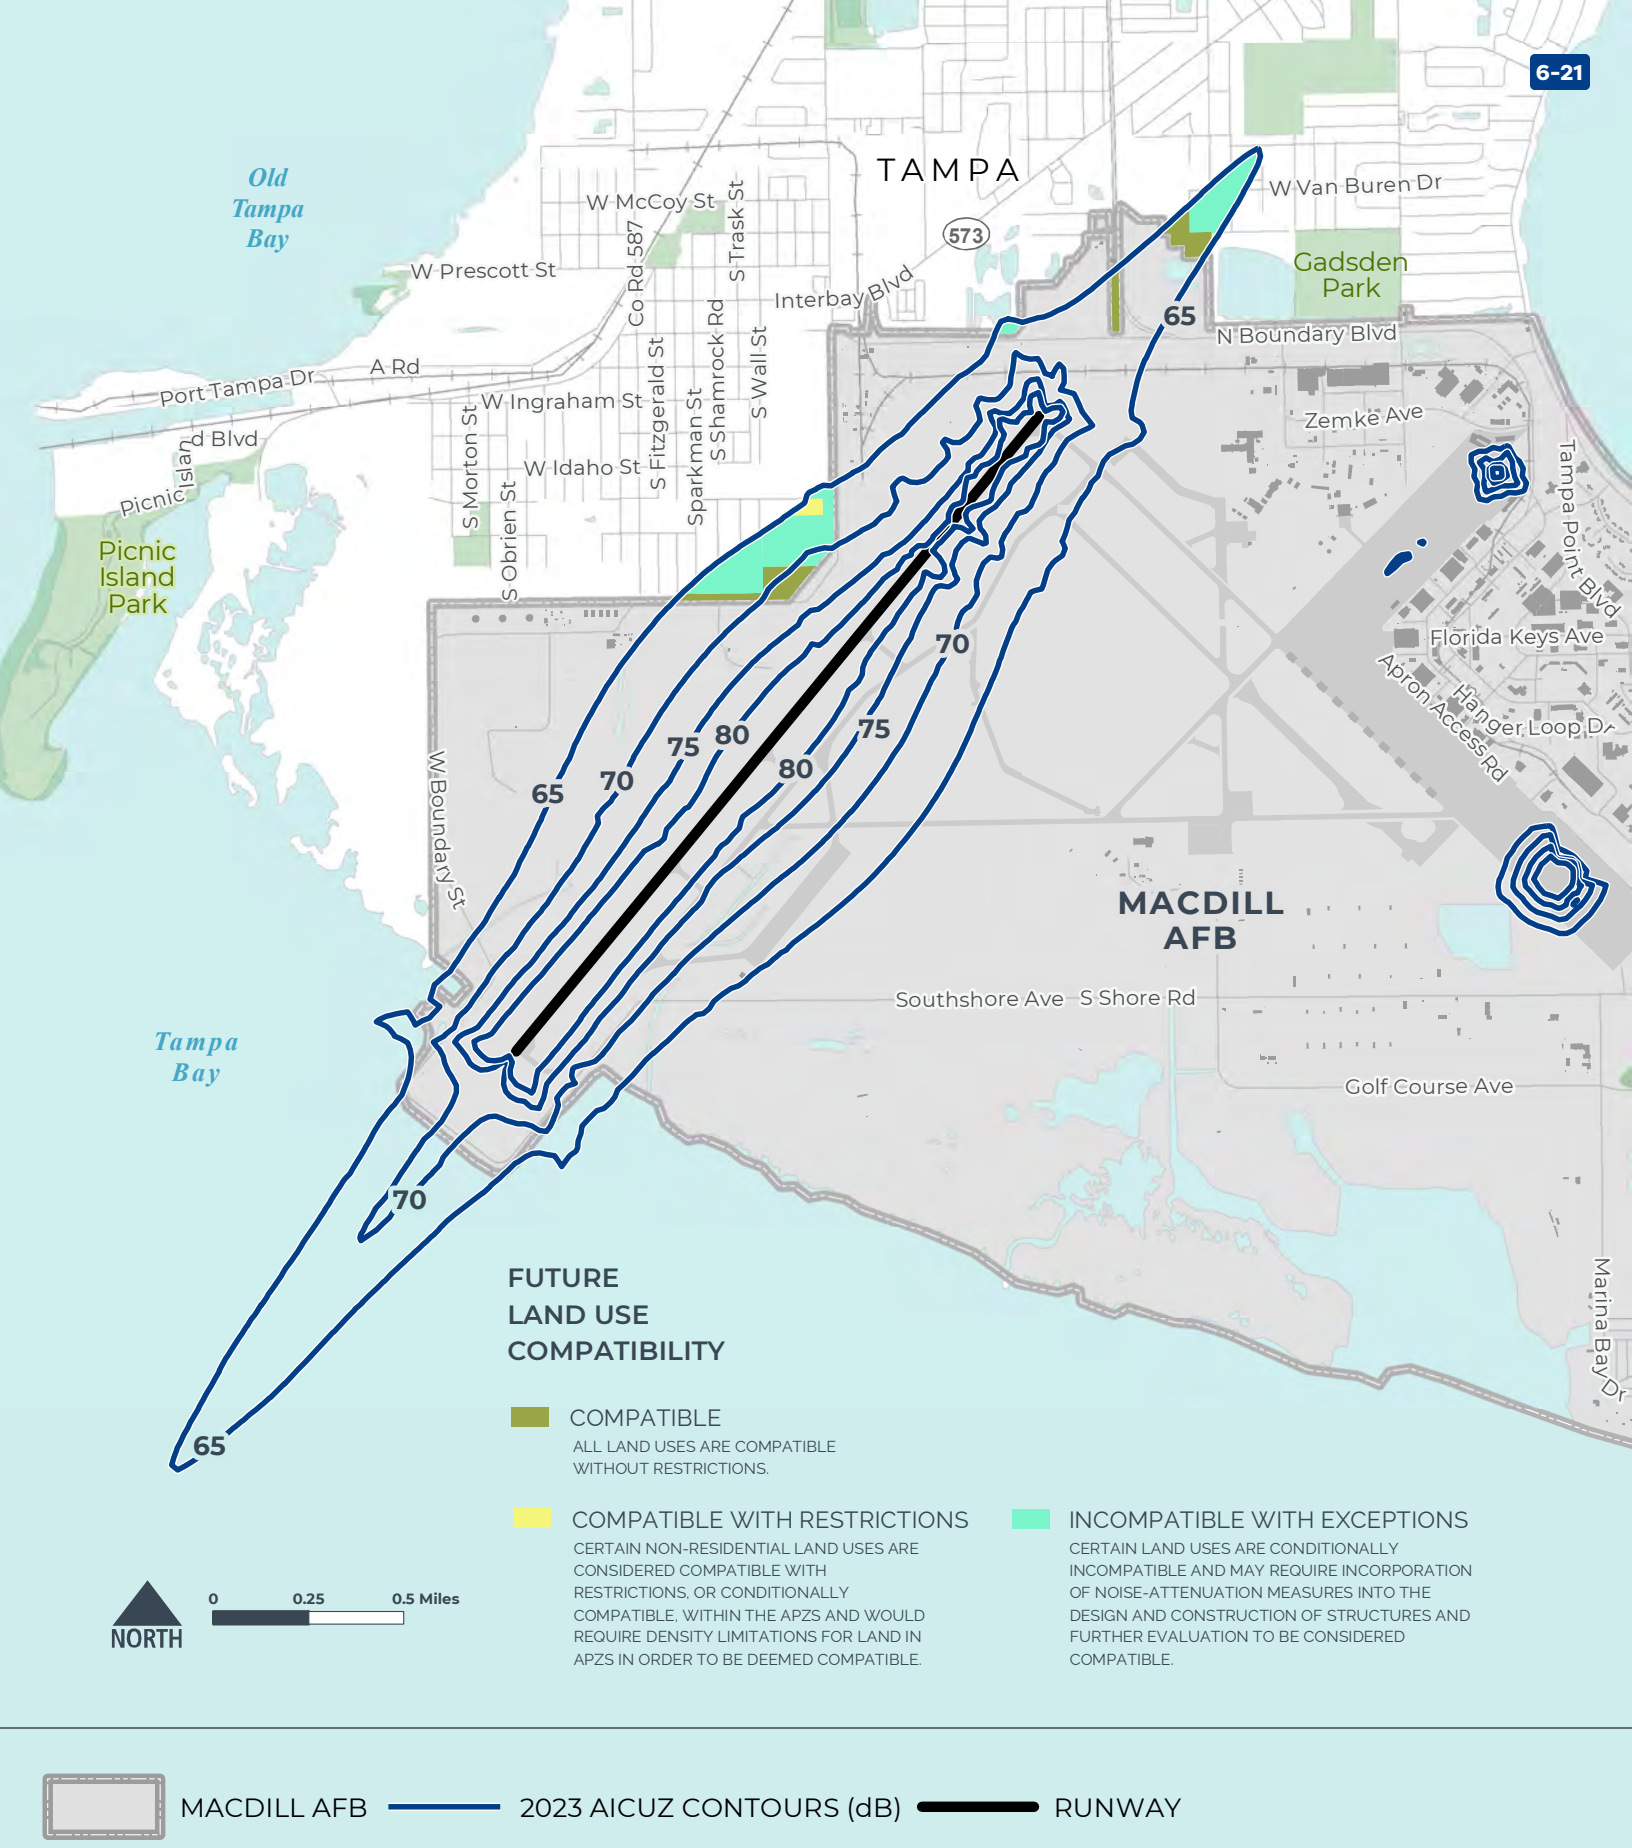 6-21
Old
Tampa
Bay
TAMPA
W Van Buren Dr
W McCoy St
S Trask St
573
Co Rd 587
W Prescott St
Interbay Blvd
Gadsden
Park
65
N Boundary Blvd
S Fitzgerald St
S Shamrock Rd
S Wall St
A Rd
Port Tampa Dr
W Ingraham St
Sparkman St
Zemke Ave
S Morton St
d Blvd
Picnic Islan
W Idaho St
S Obrien St
Tampa Point Blvd
Picnic
Island
Park
70
Florida Keys Ave
Apron Access Rd
Hanger Loop Dr
75
80
75
80
70
65
W Boundary St
MACDILL
AFB
Southshore Ave
S Shore Rd
Tampa
Bay
Golf Course Ave
70
Marina Bay Dr
65
FUTURE
LAND USE
COMPATIBILITY
COMPATIBLE
ALL LAND USES ARE COMPATIBLE
WITHOUT RESTRICTIONS.
COMPATIBLE WITH RESTRICTIONS
CERTAIN NON-RESIDENTIAL LAND USES ARE
CONSIDERED COMPATIBLE WITH
RESTRICTIONS, OR CONDITIONALLY
COMPATIBLE, WITHIN THE APZS AND WOULD
REQUIRE DENSITY LIMITATIONS FOR LAND IN
APZS IN ORDER TO BE DEEMED COMPATIBLE.
INCOMPATIBLE WITH EXCEPTIONS
CERTAIN LAND USES ARE CONDITIONALLY
INCOMPATIBLE AND MAY REQUIRE INCORPORATION
OF NOISE-ATTENUATION MEASURES INTO THE
DESIGN AND CONSTRUCTION OF STRUCTURES AND
FURTHER EVALUATION TO BE CONSIDERED
COMPATIBLE.
NORTH
0 0.25 0.5 Miles
MACDILL AFB
2023 AICUZ CONTOURS (dB)
RUNWAY